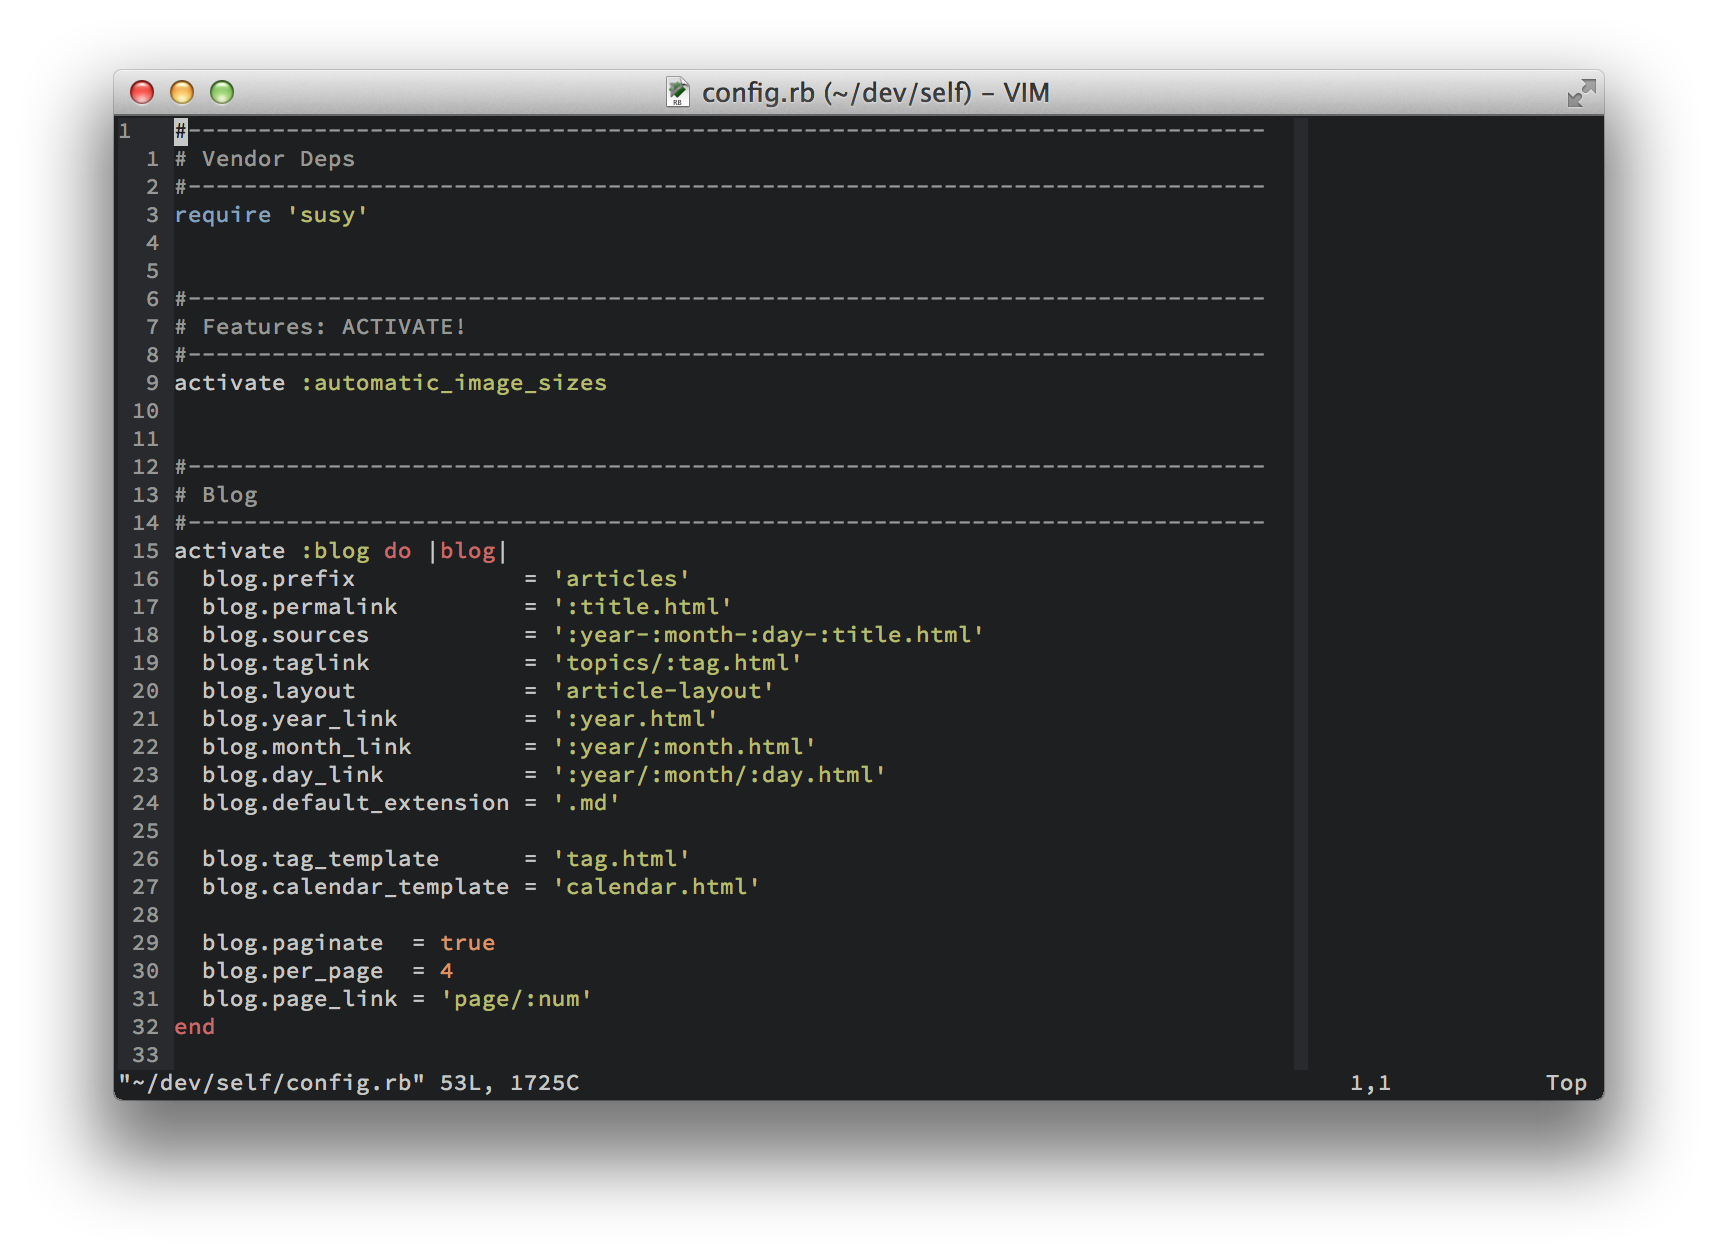 config.rb (~/dev/self) – VIM
1 #-----------------------------------------------------------------------------
1 # Vendor Deps
2 #-----------------------------------------------------------------------------
3 require 'susy'
4
5
6 #-----------------------------------------------------------------------------
7 # Features: ACTIVATE!
8 #-----------------------------------------------------------------------------
9 activate :automatic_image_sizes
10
11
12 #-----------------------------------------------------------------------------
13 # Blog
14 #-----------------------------------------------------------------------------
15 activate :blog do |blog|
16   blog.prefix            = 'articles'
17   blog.permalink         = ':title.html'
18   blog.sources           = ':year-:month-:day-:title.html'
19   blog.taglink           = 'topics/:tag.html'
20   blog.layout            = 'article-layout'
21   blog.year_link         = ':year.html'
22   blog.month_link        = ':year/:month.html'
23   blog.day_link          = ':year/:month/:day.html'
24   blog.default_extension = '.md'
25
26   blog.tag_template      = 'tag.html'
27   blog.calendar_template = 'calendar.html'
28
29   blog.paginate  = true
30   blog.per_page  = 4
31   blog.page_link = 'page/:num'
32 end
33
"~/dev/self/config.rb" 53L, 1725C 1,1 Top